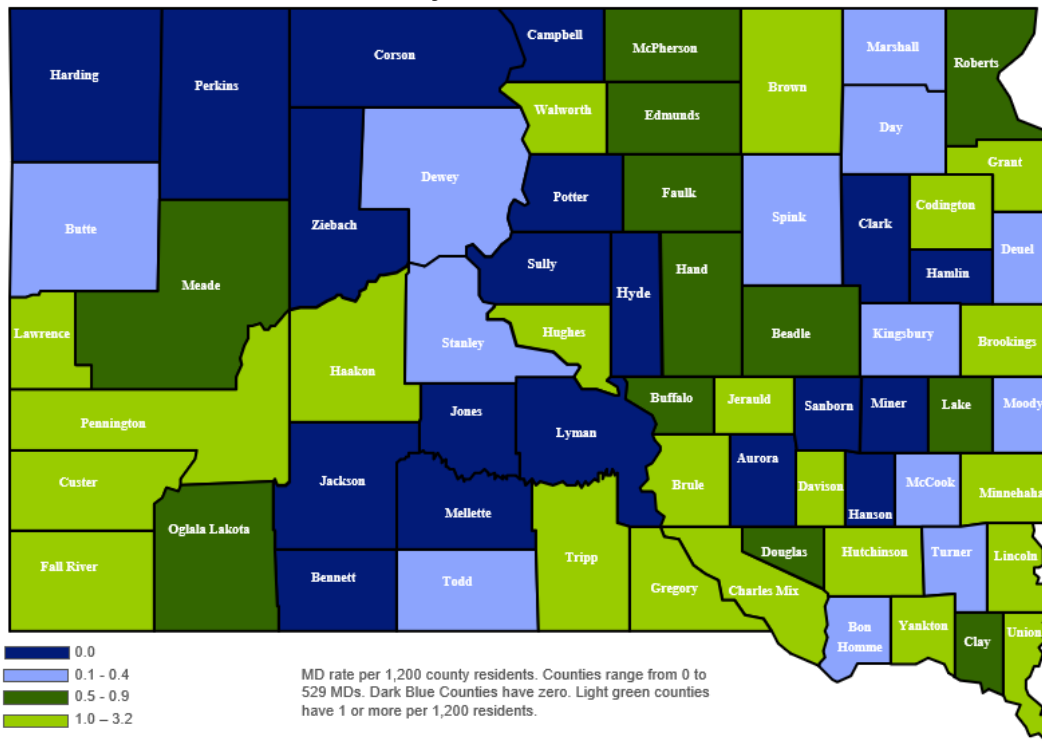 Campbell
McPherson
Marshall
Corson
Roberts
Harding
Perkins
Brown
Walworth
Edmunds
Day
Grant
Dewey
Potter
Faulk
Codington
Butte
Ziebach
Spink
Clark
Deuel
Sully
Hand
Hamlin
Meade
Hyde
Lawrence
Hughes
Beadle
Kingsbury
Brookings
Stanley
Haakon
Buffalo
Jerauld
Sanborn
Miner
Lake
Moody
Jones
Pennington
Lyman
Aurora
Custer
Jackson
Brule
Davison
McCook
Minnehaha
Mellette
Hanson
Oglala Lakota
Fall River
Tripp
Douglas
Hutchinson
Turner
Lincoln
Bennett
Todd
Gregory
Charles Mix
Bon
Homme
Yankton
Clay
Union
0.0
0.1 - 0.4
0.5 - 0.9
1.0 – 3.2
MD rate per 1,200 county residents. Counties range from 0 to
529 MDs. Dark Blue Counties have zero. Light green counties
have 1 or more per 1,200 residents.